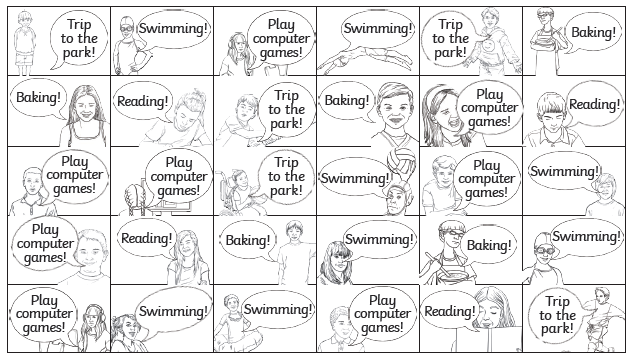 Trip
to the
park!
Swimming!
Play
computer
games!
Swimming!
Trip
to the
park!
Baking!
Baking!
Reading!
Trip
to the
park!
Baking!
Play
computer
games!
Reading!
Play
computer
games!
Play
computer
games!
Trip
to the
park!
Swimming!
Play
computer
games!
Swimming!
Play
computer
games!
Reading!
Baking!
Swimming!
Baking!
Swimming!
Play
computer
games!
Swimming!
Swimming!
Play
computer
games!
Reading!
Trip
to the
park!